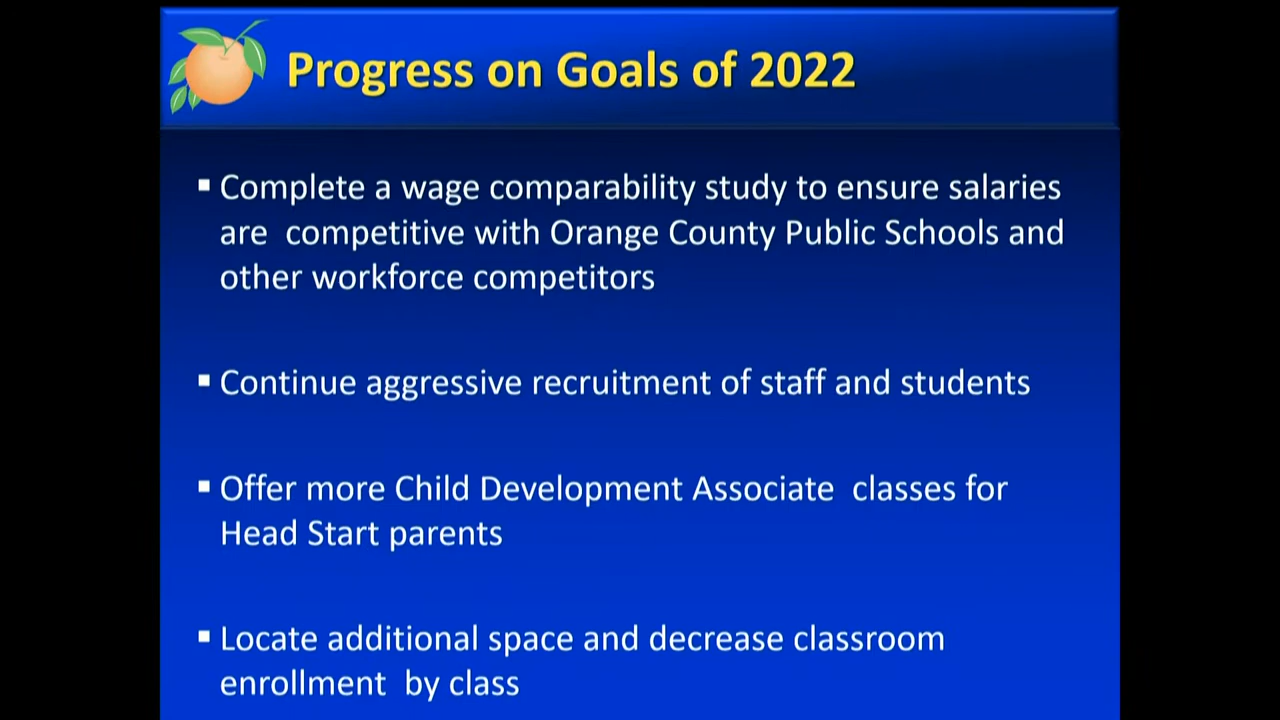 Progress on Goals of 2022
▪ Complete a wage comparability study to ensure salaries
are  competitive with Orange County Public Schools and
other workforce competitors
▪ Continue aggressive recruitment of staff and students
▪ Offer more Child Development Associate  classes for
Head Start parents
▪ Locate additional space and decrease classroom
enrollment  by class